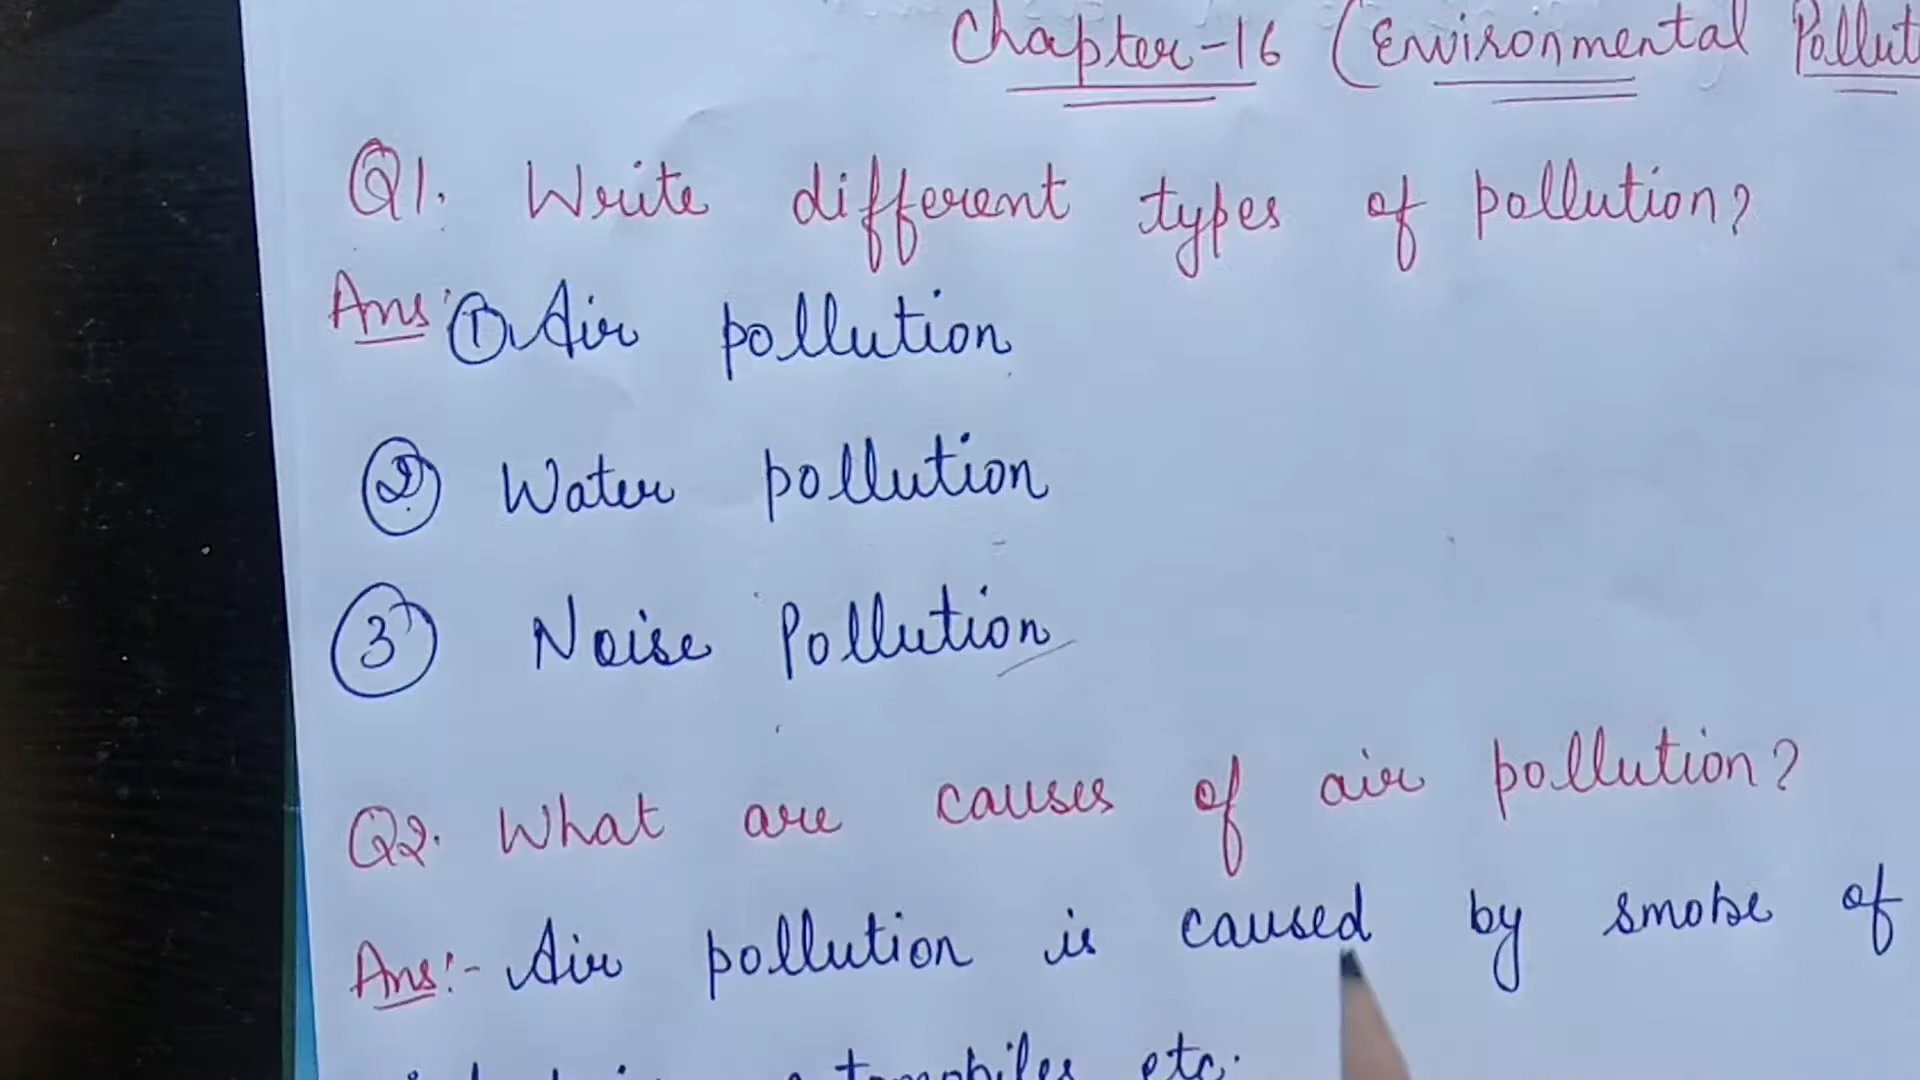 Chapter-16 (Environmental Pollut
Q1. Write different types of pollution?
Ans: ① Air pollution
② Water pollution
③ Noise Pollution
Q2. What are causes of air pollution?
Ans:- Air pollution is caused by smoke of
etc.